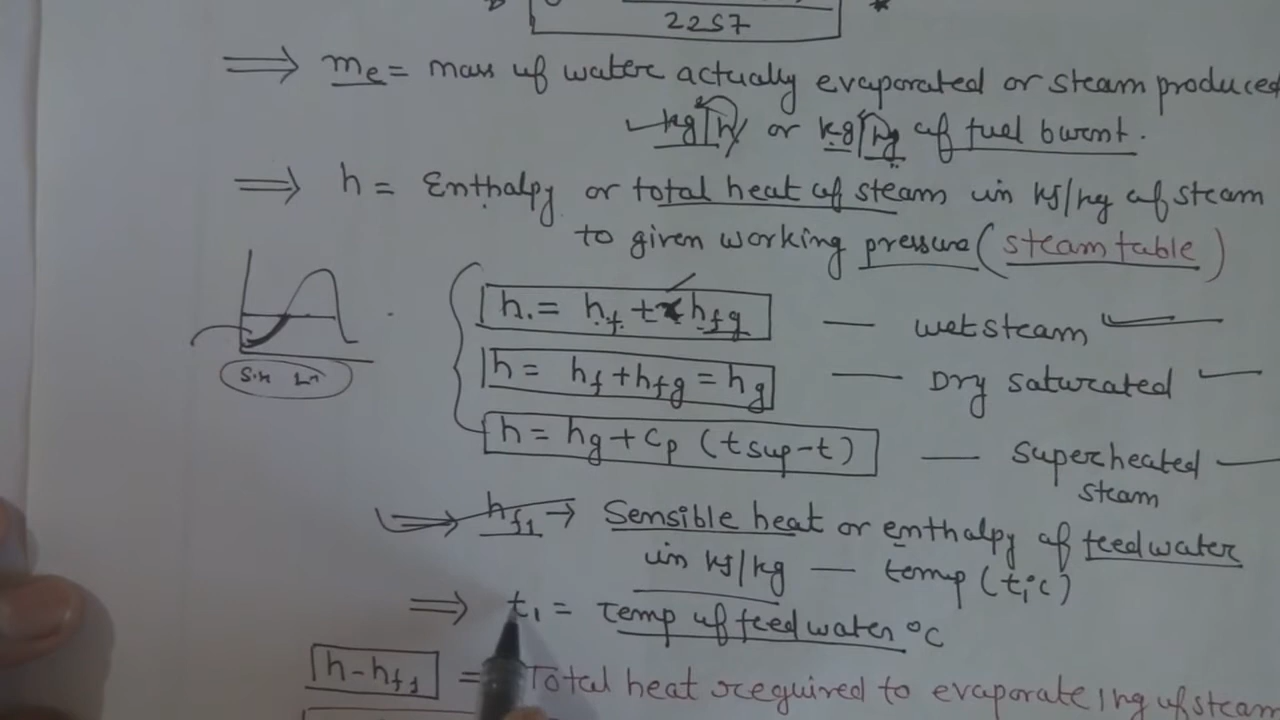 2257
⇒ me = mass of water actually evaporated or steam produced
kg/h or kg/kg of fuel burnt.
⇒ h = Enthalpy or total heat of steam in kJ/kg of steam
to given working pressure (steam table)
h = hf + x hfg — wet steam
h = hf + hfg = hg — Dry saturated
h = hg + Cp (tsup - t) — Superheated
steam
⇒ hf1 → Sensible heat or enthalpy of feed water
in kJ/kg — temp (t1°c)
⇒ t1 = Temp of feed water °C
h - hf1 = Total heat required to evaporate 1kg of steam